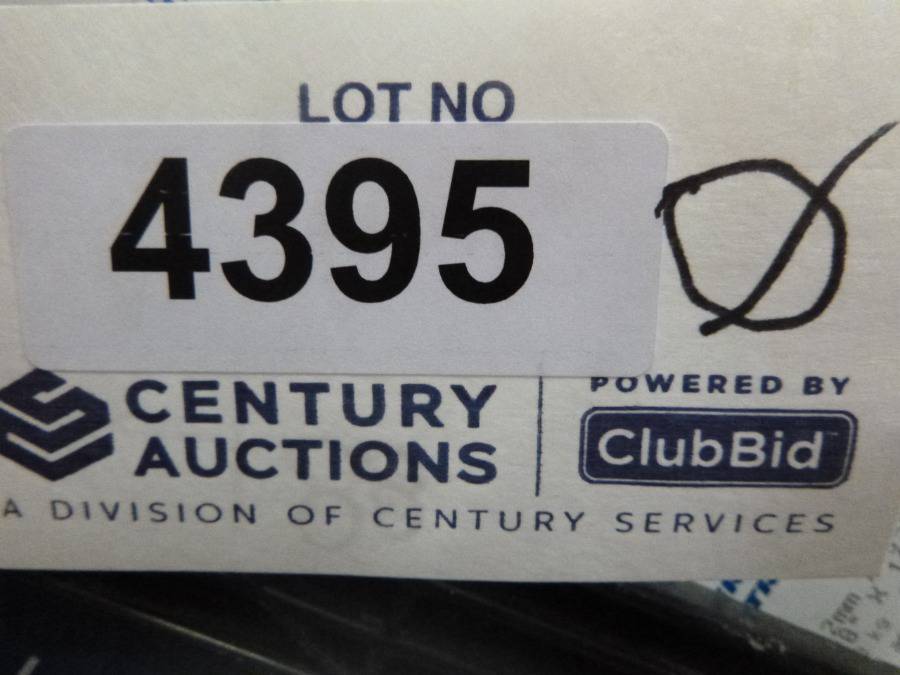 LOT NO
4395 Ø
CENTURY
AUCTIONS
POWERED BY
ClubBid
A DIVISION OF CENTURY SERVICES